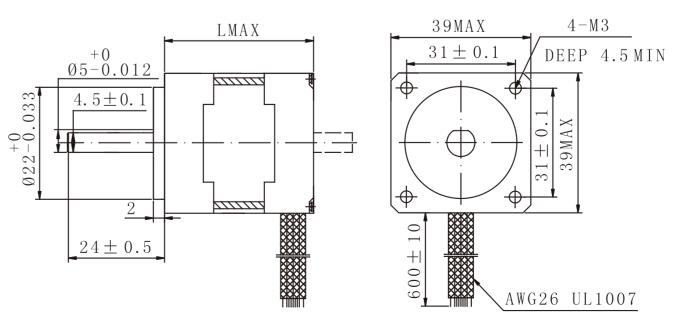 LMAX
+0
Ø5-0.012
4.5±0.1
+0
Ø22-0.033
2
24±0.5
39MAX
4-M3
31±0.1
DEEP 4.5MIN
31±0.1
39MAX
600±10
AWG26 UL1007